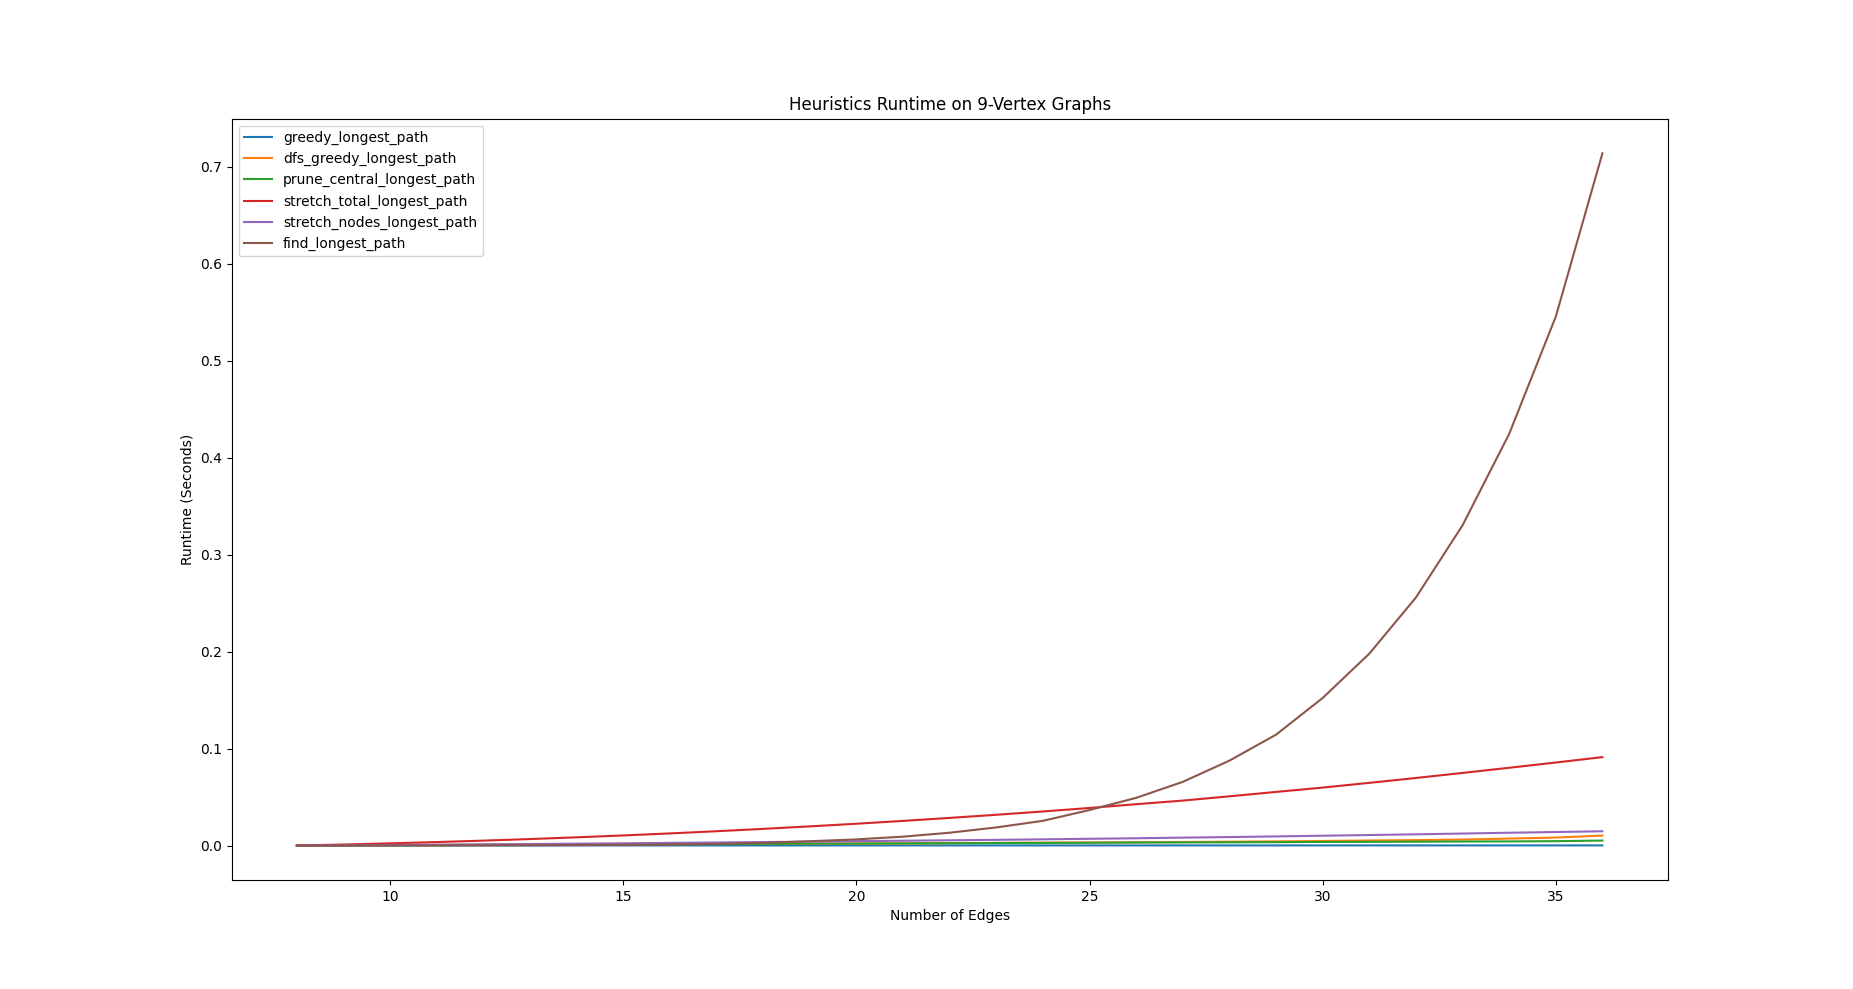 Heuristics Runtime on 9-Vertex Graphs
greedy_longest_path
dfs_greedy_longest_path
prune_central_longest_path
stretch_total_longest_path
stretch_nodes_longest_path
find_longest_path
Runtime (Seconds)
0.7
0.6
0.5
0.4
0.3
0.2
0.1
0.0
10 15 20 25 30 35
Number of Edges